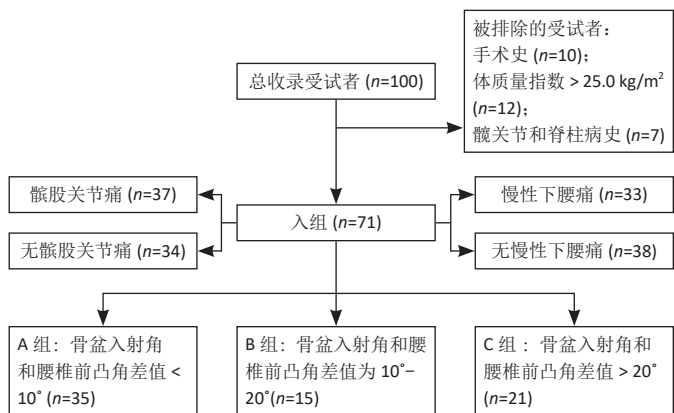 被排除的受试者：
手术史 (n=10)；
体质量指数 > 25.0 kg/m²
(n=12)；
髋关节和脊柱病史 (n=7)
总收录受试者 (n=100)
髌股关节痛 (n=37)
无髌股关节痛 (n=34)
入组 (n=71)
慢性下腰痛 (n=33)
无慢性下腰痛 (n=38)
A 组：骨盆入射角
和腰椎前凸角差值 <
10˚ (n=35)
B 组：骨盆入射角和腰
椎前凸角差值为 10˚−
20˚(n=15)
C 组：骨盆入射角和
腰椎前凸角差值 > 20˚
(n=21)